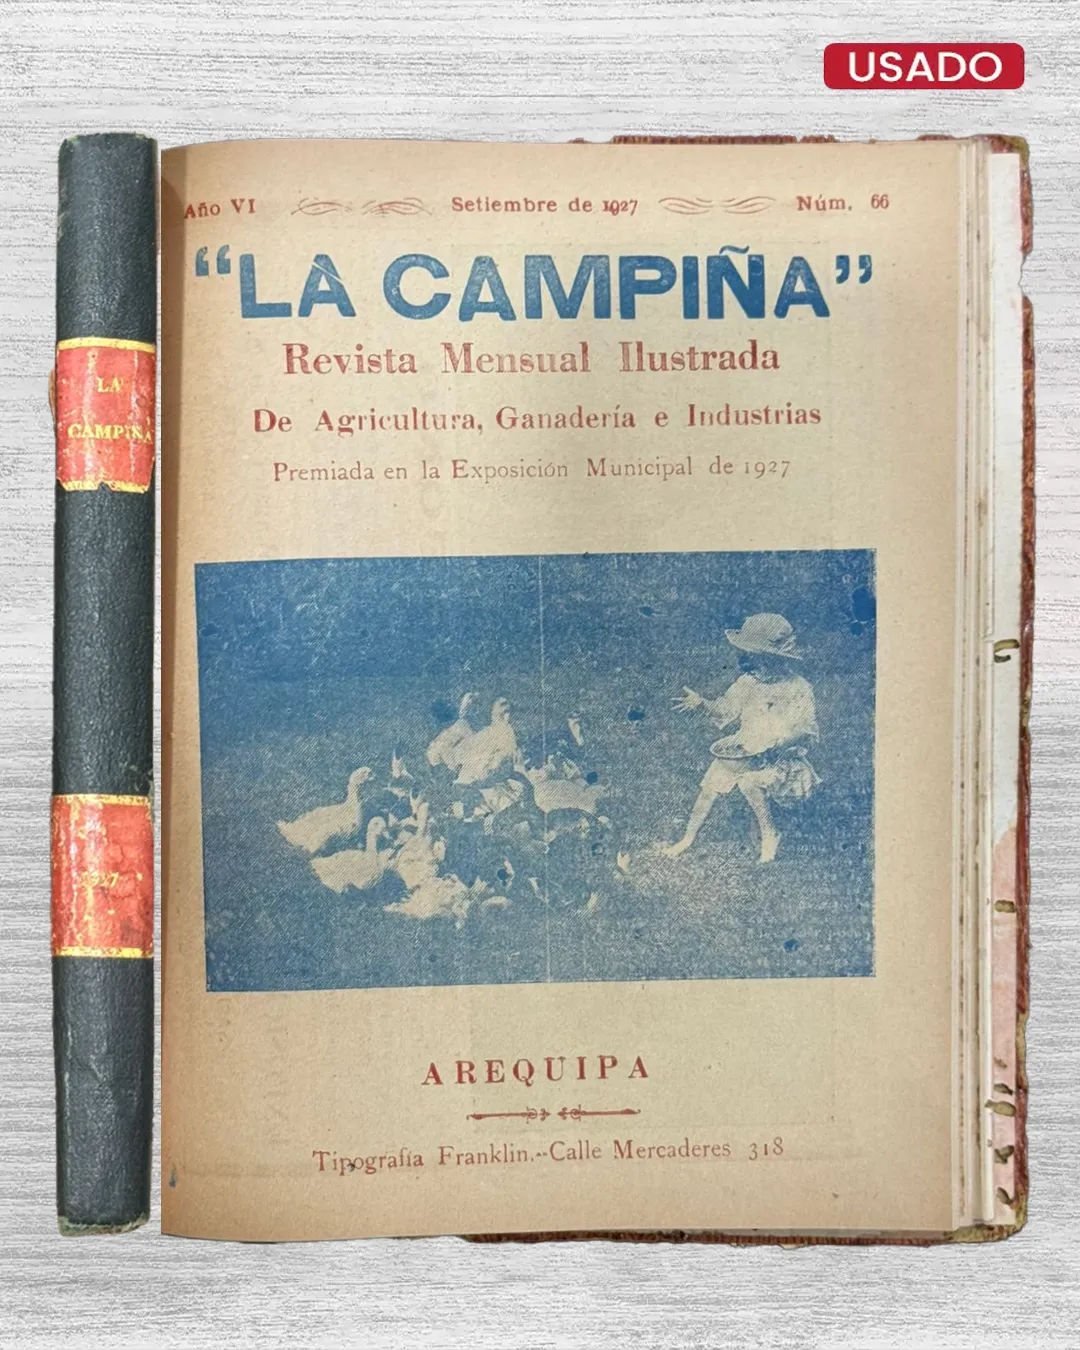 USADO
LA
CAMPIÑA
Año VI Setiembre de 1927 Núm. 66
“LA CAMPIÑA”
Revista Mensual Ilustrada
De Agricultura, Ganadería e Industrias
Premiada en la Exposición Municipal de 1927
AREQUIPA
Tipografía Franklin.--Calle Mercaderes 318